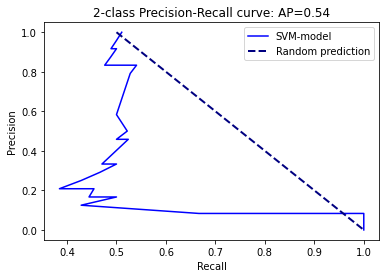 2-class Precision-Recall curve: AP=0.54
SVM-model
Random prediction
Precision
1.0
0.8
0.6
0.4
0.2
0.0
0.4 0.5 0.6 0.7 0.8 0.9 1.0
Recall